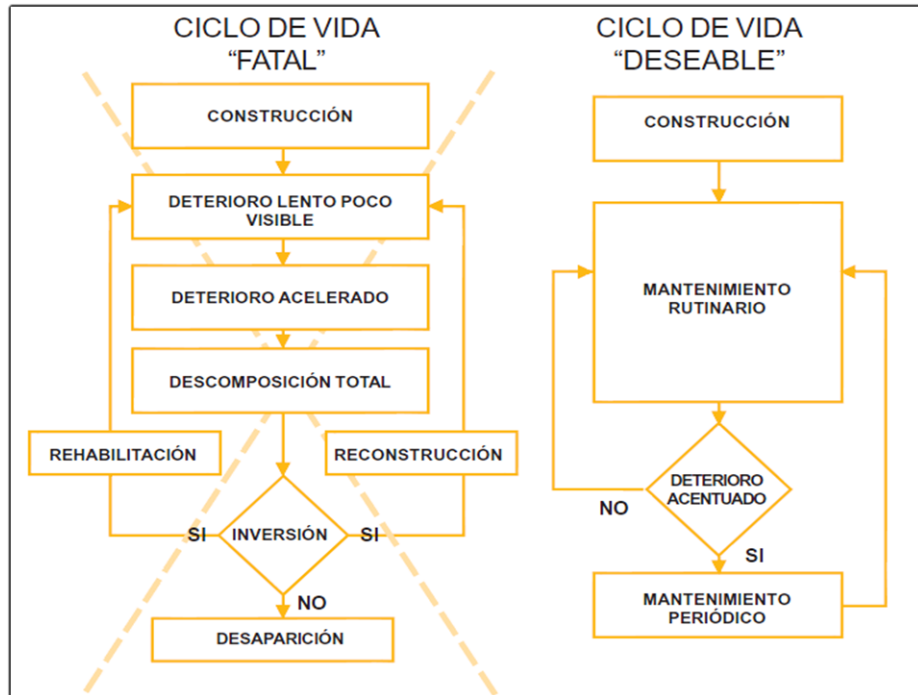 CICLO DE VIDA
“FATAL”
CONSTRUCCIÓN
DETERIORO LENTO POCO
VISIBLE
DETERIORO ACELERADO
DESCOMPOSICIÓN TOTAL
REHABILITACIÓN
RECONSTRUCCIÓN
SI
INVERSIÓN
SI
NO
DESAPARICIÓN
CICLO DE VIDA
“DESEABLE”
CONSTRUCCIÓN
MANTENIMIENTO
RUTINARIO
DETERIORO
ACENTUADO
NO
SI
MANTENIMIENTO
PERIÓDICO